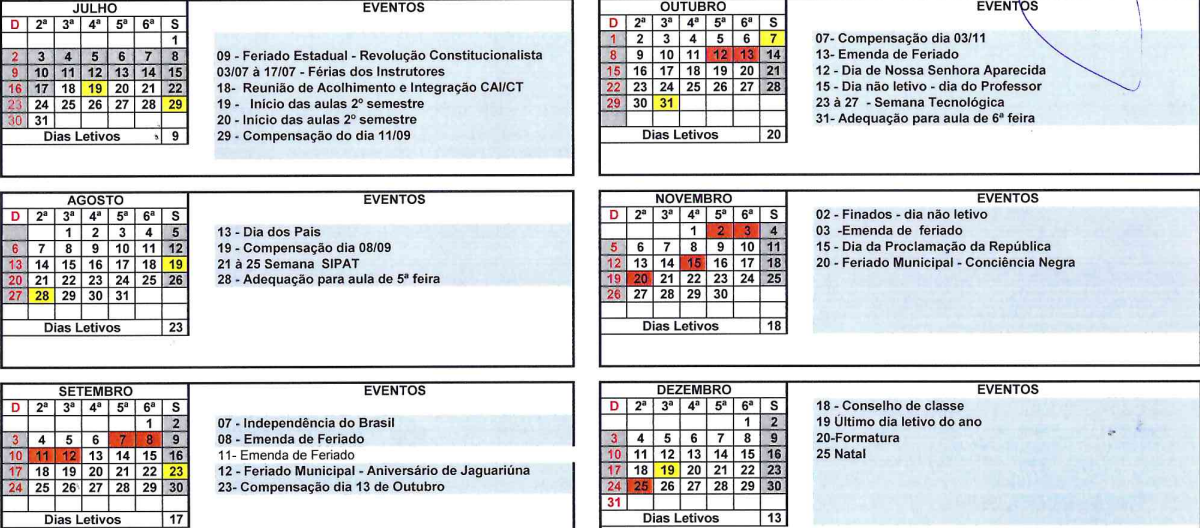 JULHO
EVENTOS
D 2ª 3ª 4ª 5ª 6ª S
1
2 3 4 5 6 7 8
9 10 11 12 13 14 15
16 17 18 19 20 21 22
23 24 25 26 27 28 29
30 31
Dias Letivos 9
09 - Feriado Estadual - Revolução Constitucionalista
03/07 à 17/07 - Férias dos Instrutores
18- Reunião de Acolhimento e Integração CAI/CT
19 - Início das aulas 2º semestre
20 - Início das aulas 2º semestre
29 - Compensação do dia 11/09
OUTUBRO
EVENTOS
D 2ª 3ª 4ª 5ª 6ª S
1 2 3 4 5 6 7
8 9 10 11 12 13 14
15 16 17 18 19 20 21
22 23 24 25 26 27 28
29 30 31
Dias Letivos 20
07- Compensação dia 03/11
13- Emenda de Feriado
12 - Dia de Nossa Senhora Aparecida
15 - Dia não letivo - dia do Professor
23 à 27 - Semana Tecnológica
31- Adequação para aula de 6ª feira
AGOSTO
EVENTOS
D 2ª 3ª 4ª 5ª 6ª S
1 2 3 4 5
6 7 8 9 10 11 12
13 14 15 16 17 18 19
20 21 22 23 24 25 26
27 28 29 30 31
Dias Letivos 23
13 - Dia dos Pais
19 - Compensação dia 08/09
21 à 25 Semana SIPAT
28 - Adequação para aula de 5ª feira
NOVEMBRO
EVENTOS
D 2ª 3ª 4ª 5ª 6ª S
1 2 3 4
5 6 7 8 9 10 11
12 13 14 15 16 17 18
19 20 21 22 23 24 25
26 27 28 29 30
Dias Letivos 18
02 - Finados - dia não letivo
03 -Emenda de feriado
15 - Dia da Proclamação da República
20 - Feriado Municipal - Conciência Negra
SETEMBRO
EVENTOS
D 2ª 3ª 4ª 5ª 6ª S
1 2
3 4 5 6 7 8 9
10 11 12 13 14 15 16
17 18 19 20 21 22 23
24 25 26 27 28 29 30
Dias Letivos 17
07 - Independência do Brasil
08 - Emenda de Feriado
11- Emenda de Feriado
12 - Feriado Municipal - Aniversário de Jaguariúna
23- Compensação dia 13 de Outubro
DEZEMBRO
EVENTOS
D 2ª 3ª 4ª 5ª 6ª S
1 2
3 4 5 6 7 8 9
10 11 12 13 14 15 16
17 18 19 20 21 22 23
24 25 26 27 28 29 30
31
Dias Letivos 13
18 - Conselho de classe
19 Último dia letivo do ano
20-Formatura
25 Natal